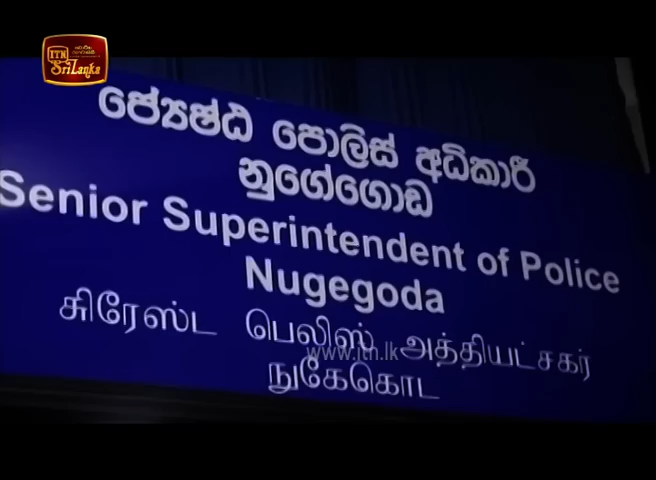 ITN
Sri Lanka
ජ්‍යෙෂ්ඨ පොලිස් අධිකාරී
නුගේගොඩ
Senior Superintendent of Police
Nugegoda
சிரேஸ்ட பெலிஸ் அத்தியட்சகர்
www.itn.lk
நுகேகொட